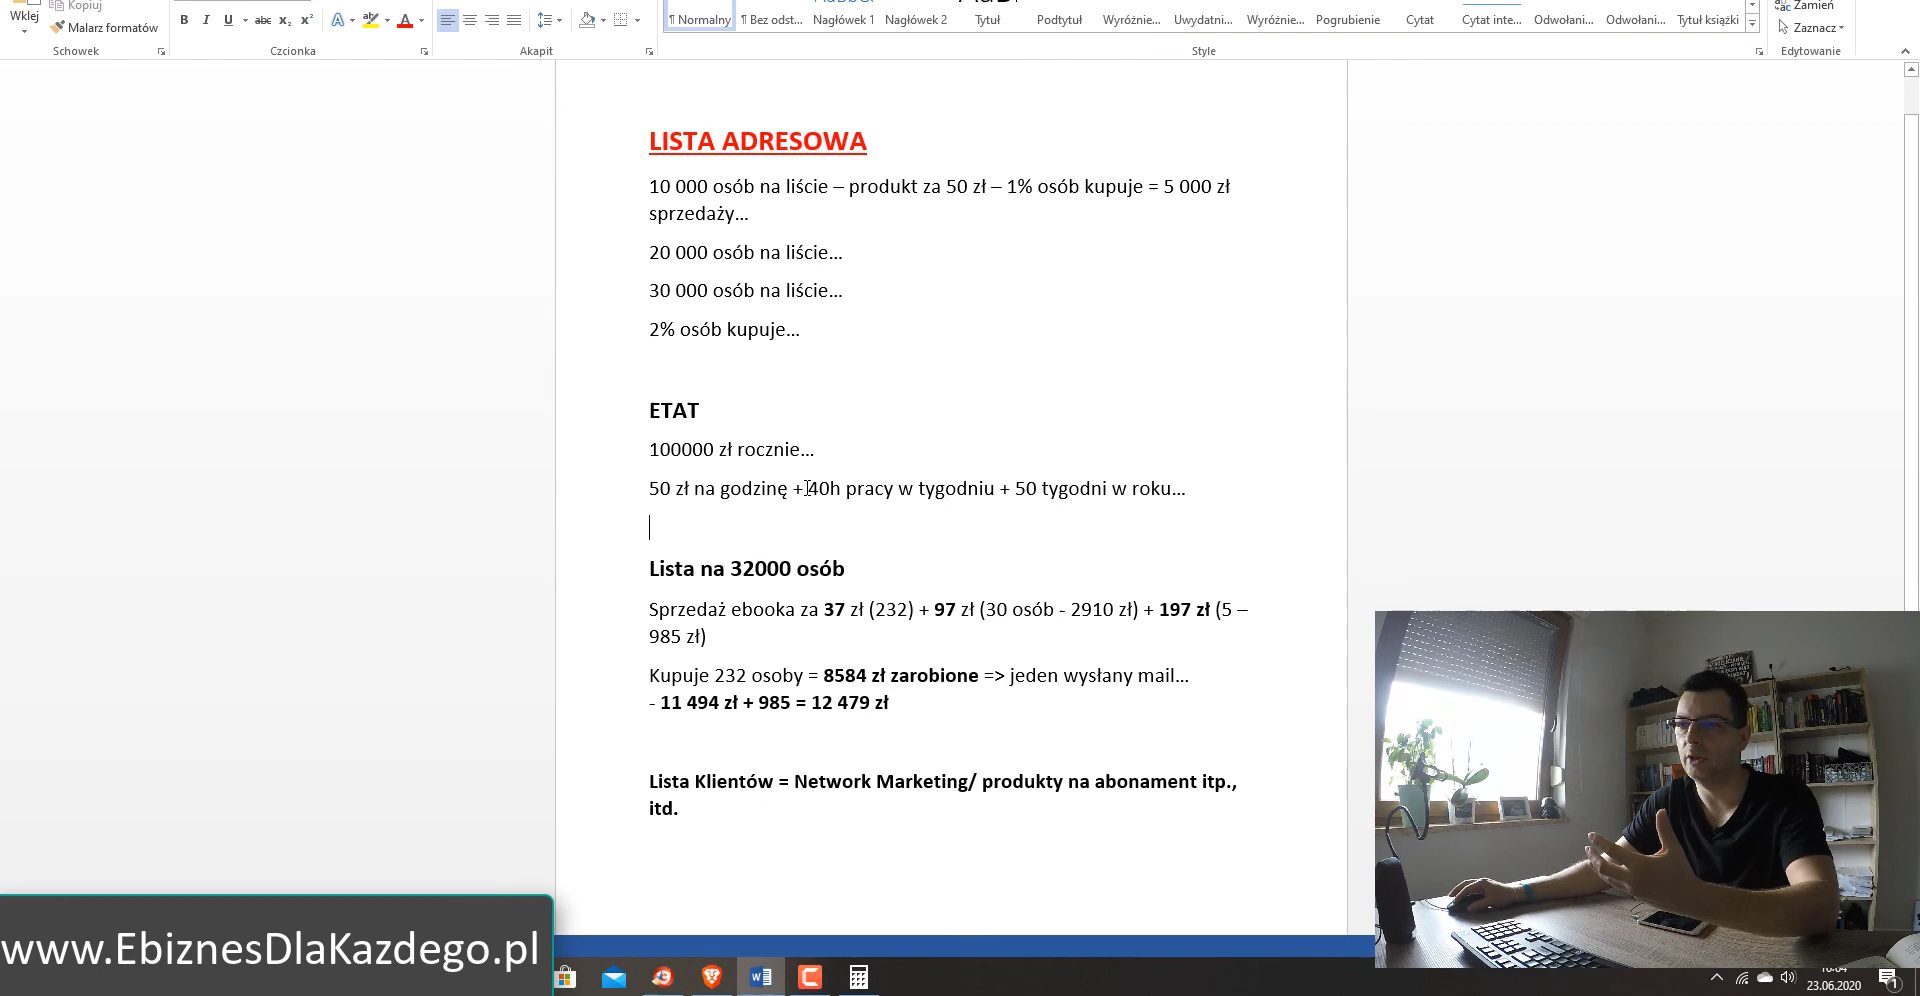 Wklej
Kopiuj
Malarz formatów
Schowek
B I U abc x₂ x² A ab A
Czcionka
Akapit
¶ Normalny
¶ Bez odst...
Nagłówek 1
Nagłówek 2
Tytuł
Podtytuł
Wyróżnie...
Uwydatni...
Wyróżnie...
Pogrubienie
Cytat
Cytat inte...
Odwołani...
Odwołani...
Tytuł książki
Style
Zamień
Zaznacz
Edytowanie
LISTA ADRESOWA
10 000 osób na liście – produkt za 50 zł – 1% osób kupuje = 5 000 zł
sprzedaży...
20 000 osób na liście...
30 000 osób na liście...
2% osób kupuje...
ETAT
100000 zł rocznie...
50 zł na godzinę + 40h pracy w tygodniu + 50 tygodni w roku...
Lista na 32000 osób
Sprzedaż ebooka za 37 zł (232) + 97 zł (30 osób - 2910 zł) + 197 zł (5 –
985 zł)
Kupuje 232 osoby = 8584 zł zarobione => jeden wysłany mail...
- 11 494 zł + 985 = 12 479 zł
Lista Klientów = Network Marketing/ produkty na abonament itp.,
itd.
www.EbiznesDlaKazdego.pl
23.06.2020